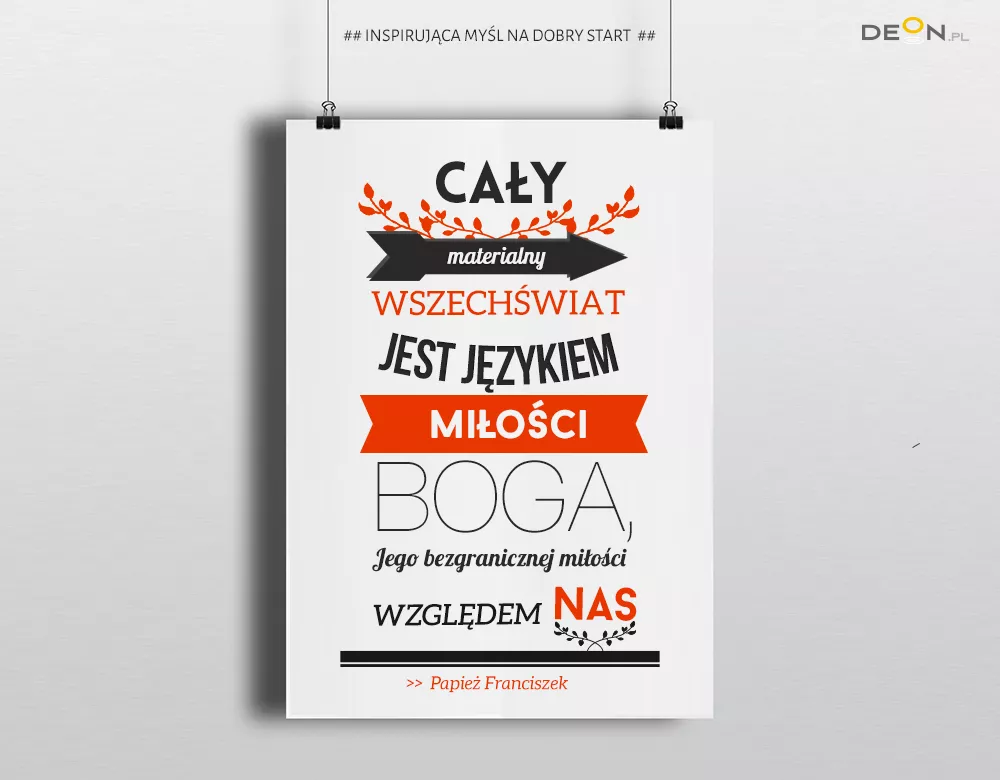 ## INSPIRUJĄCA MYŚL NA DOBRY START ##
DEON.PL
CAŁY
materialny
WSZECHŚWIAT
JEST JĘZYKIEM
MIŁOŚCI
BOGA,
Jego bezgranicznej miłości
WZGLĘDEM NAS
>> Papież Franciszek